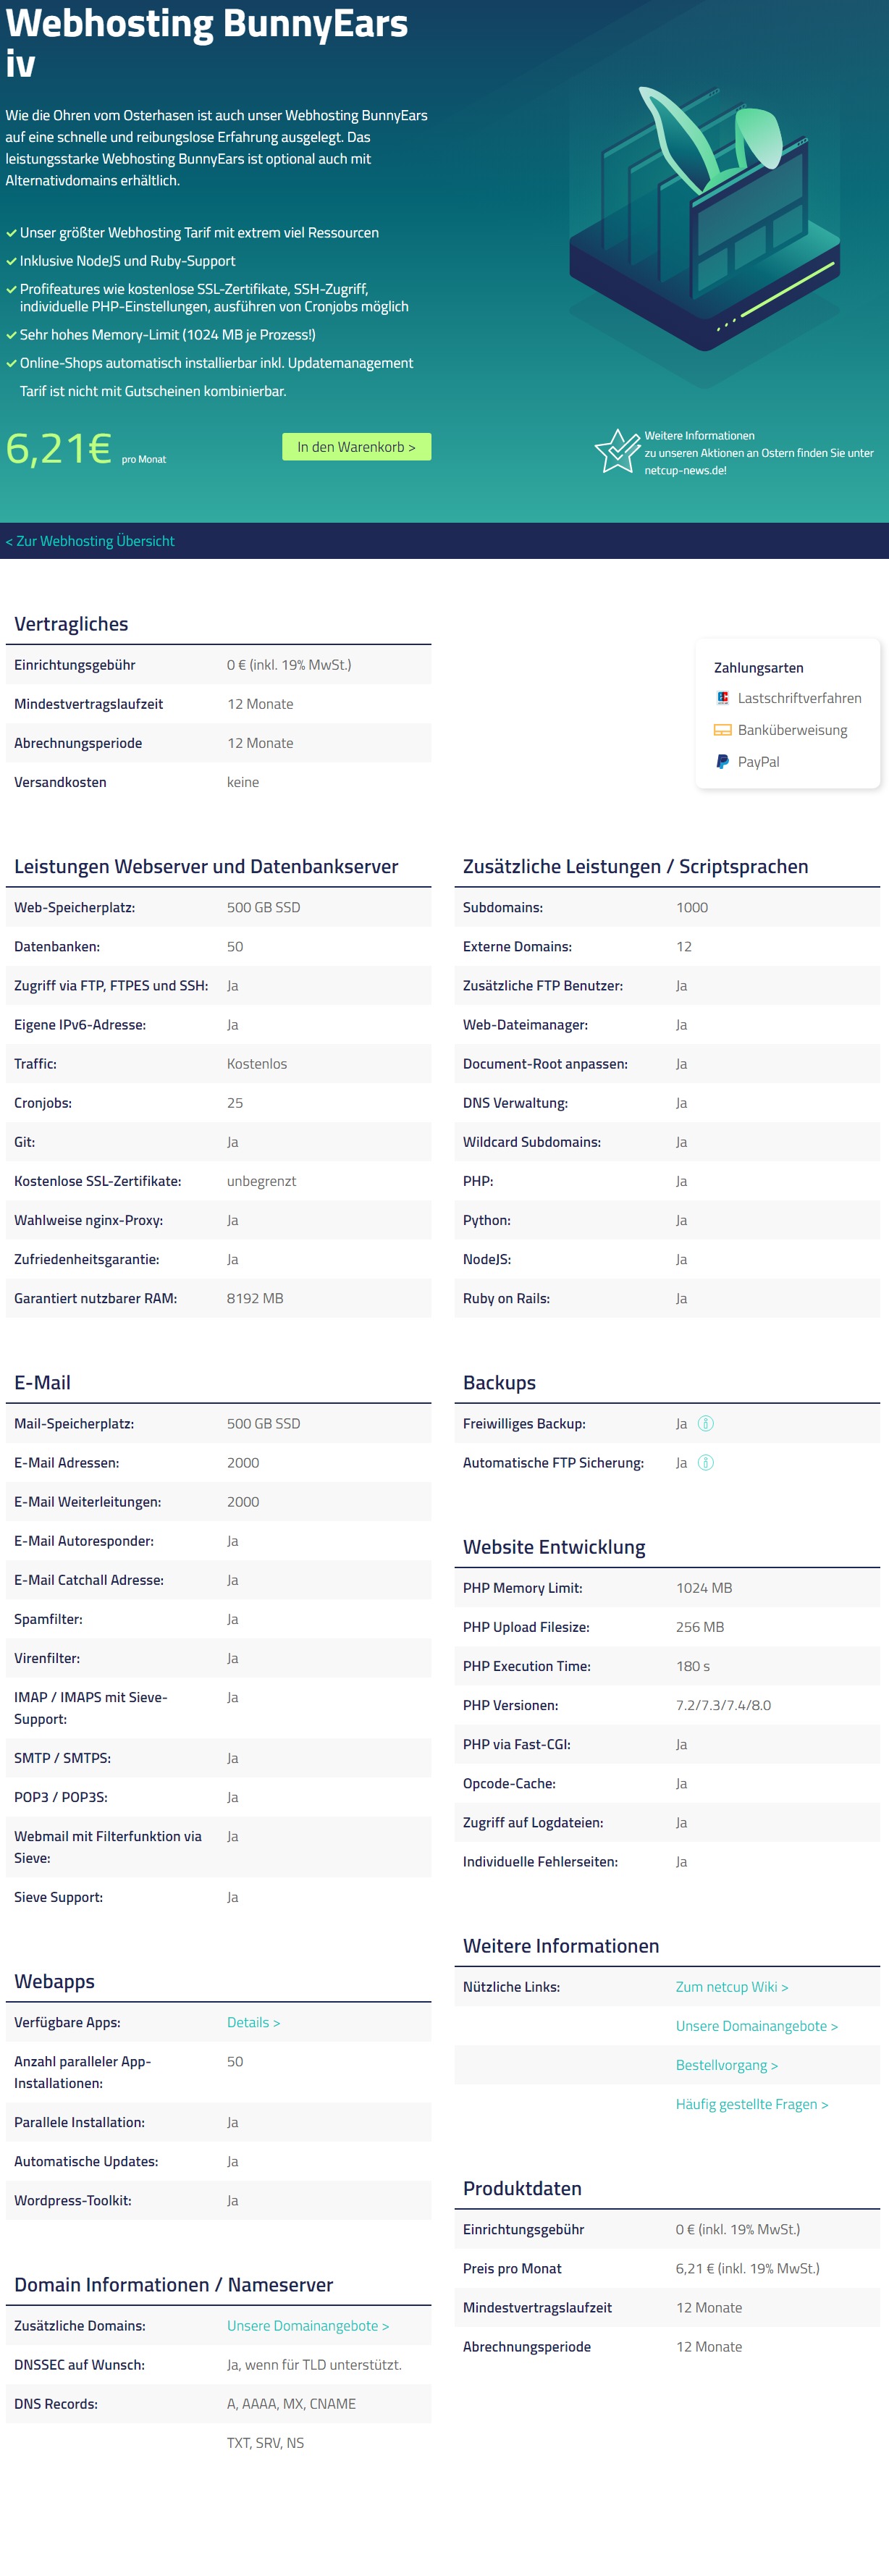 Webhosting BunnyEars
iv
Wie die Ohren vom Osterhasen ist auch unser Webhosting BunnyEars
auf eine schnelle und reibungslose Erfahrung ausgelegt. Das
leistungsstarke Webhosting BunnyEars ist optional auch mit
Alternativdomains erhältlich.
Unser größter Webhosting Tarif mit extrem viel Ressourcen
Inklusive NodeJS und Ruby-Support
Profifeatures wie kostenlose SSL-Zertifikate, SSH-Zugriff,
individuelle PHP-Einstellungen, ausführen von Cronjobs möglich
Sehr hohes Memory-Limit (1024 MB je Prozess!)
Online-Shops automatisch installierbar inkl. Updatemanagement
Tarif ist nicht mit Gutscheinen kombinierbar.
6,21€ pro Monat
In den Warenkorb >
Weitere Informationen
zu unseren Aktionen an Ostern finden Sie unter
netcup-news.de!
< Zur Webhosting Übersicht
Vertragliches
Einrichtungsgebühr 0 € (inkl. 19% MwSt.)
Mindestvertragslaufzeit 12 Monate
Abrechnungsperiode 12 Monate
Versandkosten keine
Zahlungsarten
Lastschriftverfahren
Banküberweisung
PayPal
Leistungen Webserver und Datenbankserver
Web-Speicherplatz: 500 GB SSD
Datenbanken: 50
Zugriff via FTP, FTPES und SSH: Ja
Eigene IPv6-Adresse: Ja
Traffic: Kostenlos
Cronjobs: 25
Git: Ja
Kostenlose SSL-Zertifikate: unbegrenzt
Wahlweise nginx-Proxy: Ja
Zufriedenheitsgarantie: Ja
Garantiert nutzbarer RAM: 8192 MB
Zusätzliche Leistungen / Scriptsprachen
Subdomains: 1000
Externe Domains: 12
Zusätzliche FTP Benutzer: Ja
Web-Dateimanager: Ja
Document-Root anpassen: Ja
DNS Verwaltung: Ja
Wildcard Subdomains: Ja
PHP: Ja
Python: Ja
NodeJS: Ja
Ruby on Rails: Ja
E-Mail
Mail-Speicherplatz: 500 GB SSD
E-Mail Adressen: 2000
E-Mail Weiterleitungen: 2000
E-Mail Autoresponder: Ja
E-Mail Catchall Adresse: Ja
Spamfilter: Ja
Virenfilter: Ja
IMAP / IMAPS mit Sieve- Ja
Support:
SMTP / SMTPS: Ja
POP3 / POP3S: Ja
Webmail mit Filterfunktion via Ja
Sieve:
Sieve Support: Ja
Backups
Freiwilliges Backup: Ja
Automatische FTP Sicherung: Ja
Website Entwicklung
PHP Memory Limit: 1024 MB
PHP Upload Filesize: 256 MB
PHP Execution Time: 180 s
PHP Versionen: 7.2/7.3/7.4/8.0
PHP via Fast-CGI: Ja
Opcode-Cache: Ja
Zugriff auf Logdateien: Ja
Individuelle Fehlerseiten: Ja
Webapps
Verfügbare Apps: Details >
Anzahl paralleler App- 50
Installationen:
Parallele Installation: Ja
Automatische Updates: Ja
Wordpress-Toolkit: Ja
Weitere Informationen
Nützliche Links: Zum netcup Wiki >
Unsere Domainangebote >
Bestellvorgang >
Häufig gestellte Fragen >
Domain Informationen / Nameserver
Zusätzliche Domains: Unsere Domainangebote >
DNSSEC auf Wunsch: Ja, wenn für TLD unterstützt.
DNS Records: A, AAAA, MX, CNAME
TXT, SRV, NS
Produktdaten
Einrichtungsgebühr 0 € (inkl. 19% MwSt.)
Preis pro Monat 6,21 € (inkl. 19% MwSt.)
Mindestvertragslaufzeit 12 Monate
Abrechnungsperiode 12 Monate